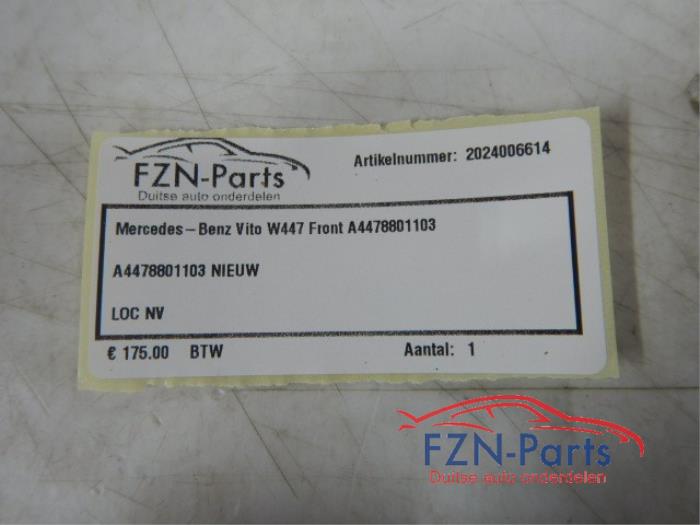 FZN-Parts
Duitse auto onderdelen
Artikelnummer: 2024006614
Mercedes-Benz Vito W447 Front A4478801103
A4478801103 NIEUW
LOC NV
€ 175.00 BTW Aantal: 1
FZN-Parts
Duitse auto onderdelen